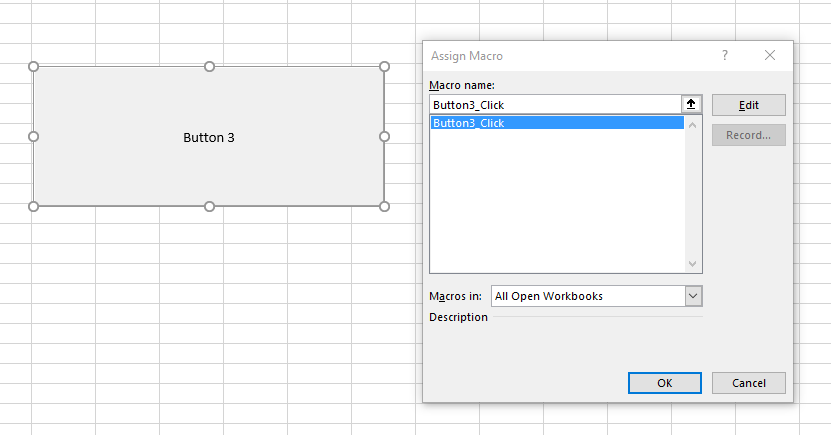 Button 3
Assign Macro ?
Macro name:
Button3_Click
Button3_Click
Edit
Record...
Macros in: All Open Workbooks
Description
OK Cancel